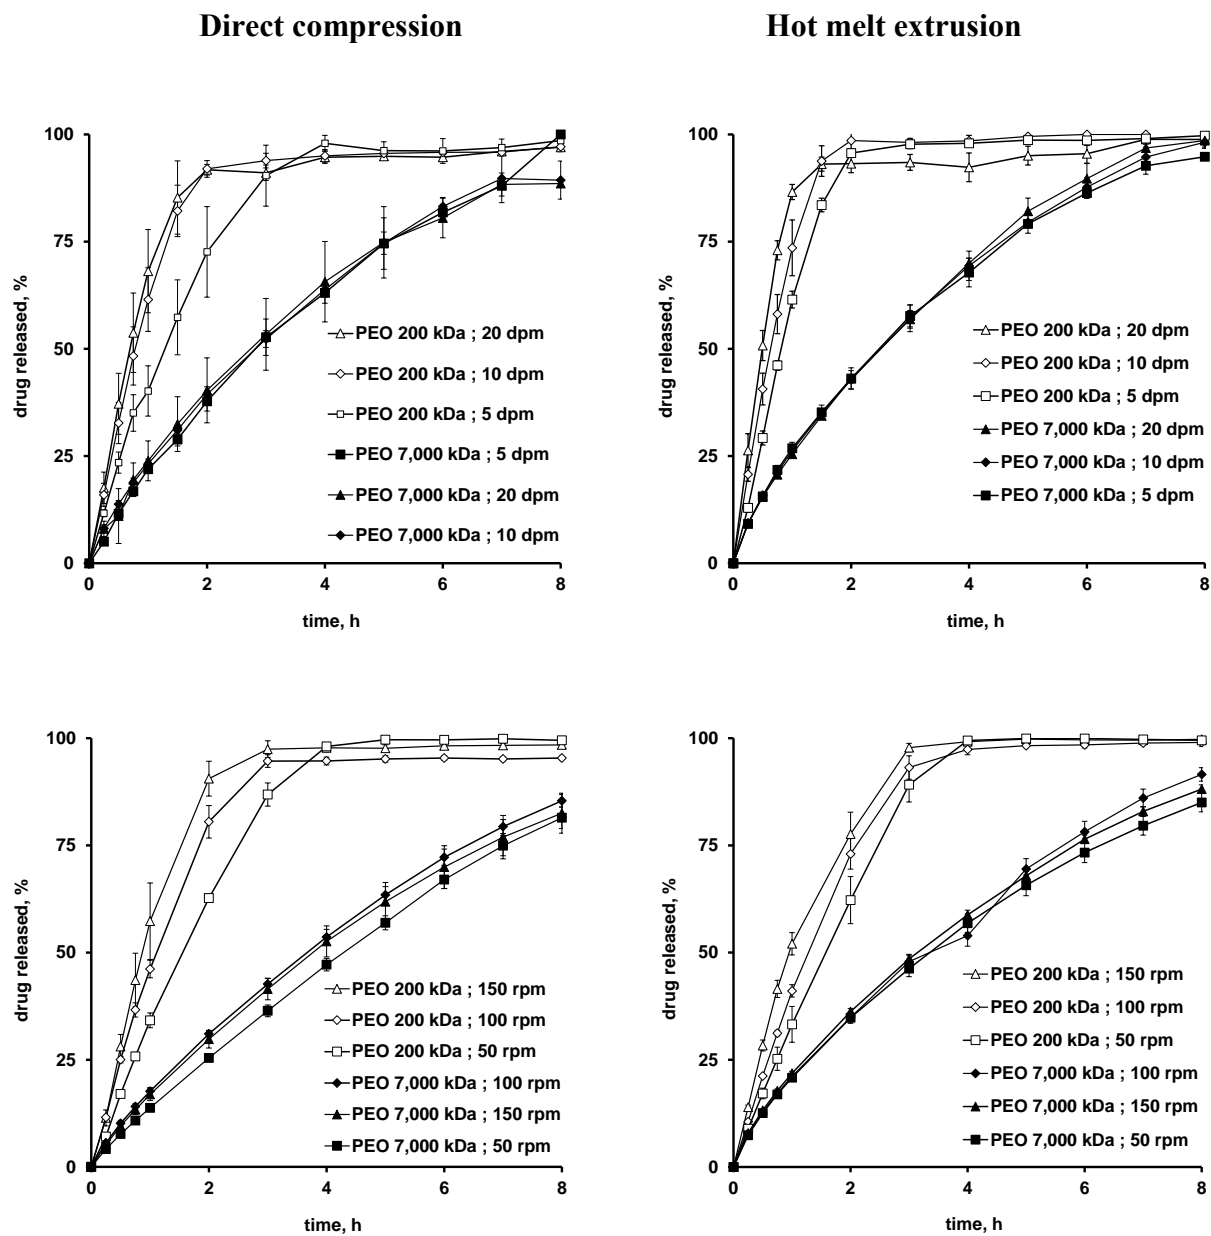 Direct compression
Hot melt extrusion
100
75
50
25
0
drug released, %
0 2 4 6 8
time, h
PEO 200 kDa ; 20 dpm
PEO 200 kDa ; 10 dpm
PEO 200 kDa ; 5 dpm
PEO 7,000 kDa ; 5 dpm
PEO 7,000 kDa ; 20 dpm
PEO 7,000 kDa ; 10 dpm
100
75
50
25
0
drug released, %
0 2 4 6 8
time, h
PEO 200 kDa ; 20 dpm
PEO 200 kDa ; 10 dpm
PEO 200 kDa ; 5 dpm
PEO 7,000 kDa ; 20 dpm
PEO 7,000 kDa ; 10 dpm
PEO 7,000 kDa ; 5 dpm
100
75
50
25
0
drug released, %
0 2 4 6 8
time, h
PEO 200 kDa ; 150 rpm
PEO 200 kDa ; 100 rpm
PEO 200 kDa ; 50 rpm
PEO 7,000 kDa ; 100 rpm
PEO 7,000 kDa ; 150 rpm
PEO 7,000 kDa ; 50 rpm
100
75
50
25
0
drug released, %
0 2 4 6 8
time, h
PEO 200 kDa ; 150 rpm
PEO 200 kDa ; 100 rpm
PEO 200 kDa ; 50 rpm
PEO 7,000 kDa ; 100 rpm
PEO 7,000 kDa ; 150 rpm
PEO 7,000 kDa ; 50 rpm